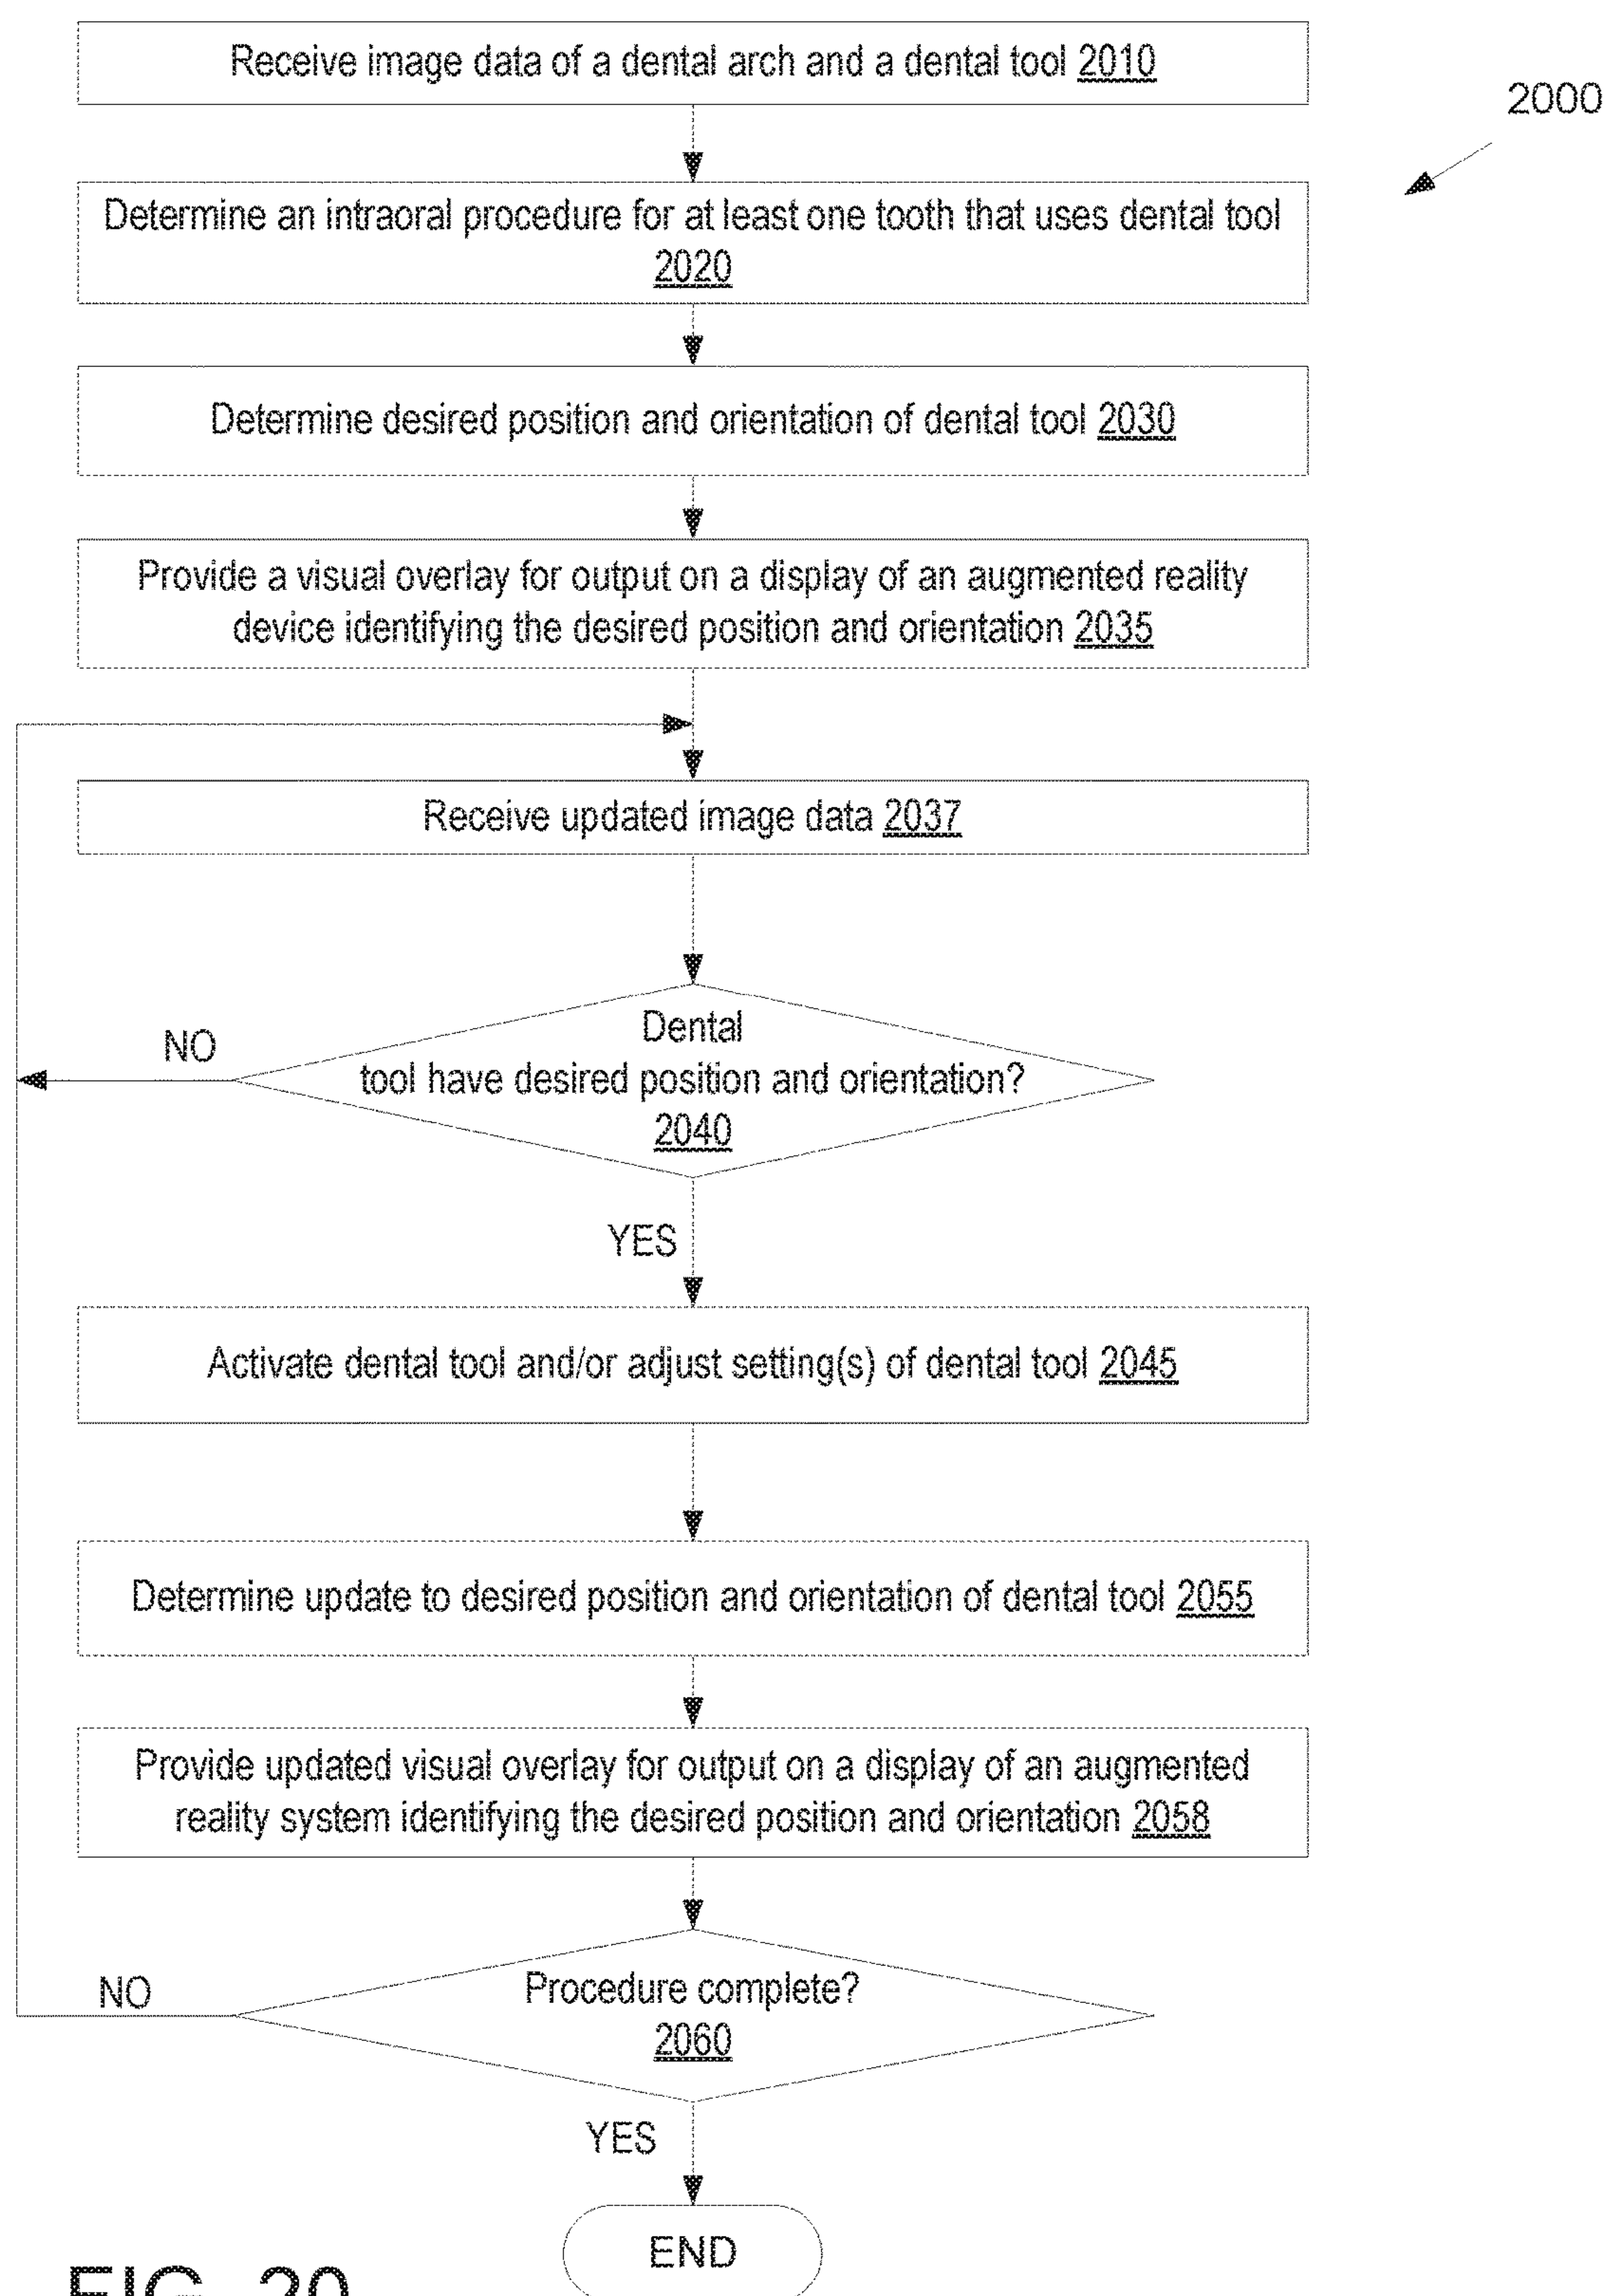 Receive image data of a dental arch and a dental tool 2010
2000
Determine an intraoral procedure for at least one tooth that uses dental tool
2020
Determine desired position and orientation of dental tool 2030
Provide a visual overlay for output on a display of an augmented reality
device identifying the desired position and orientation 2035
Receive updated image data 2037
Dental
tool have desired position and orientation?
2040
NO
YES
Activate dental tool and/or adjust setting(s) of dental tool 2045
Determine update to desired position and orientation of dental tool 2055
Provide updated visual overlay for output on a display of an augmented
reality system identifying the desired position and orientation 2058
Procedure complete?
2060
NO
YES
END
FIG. 20